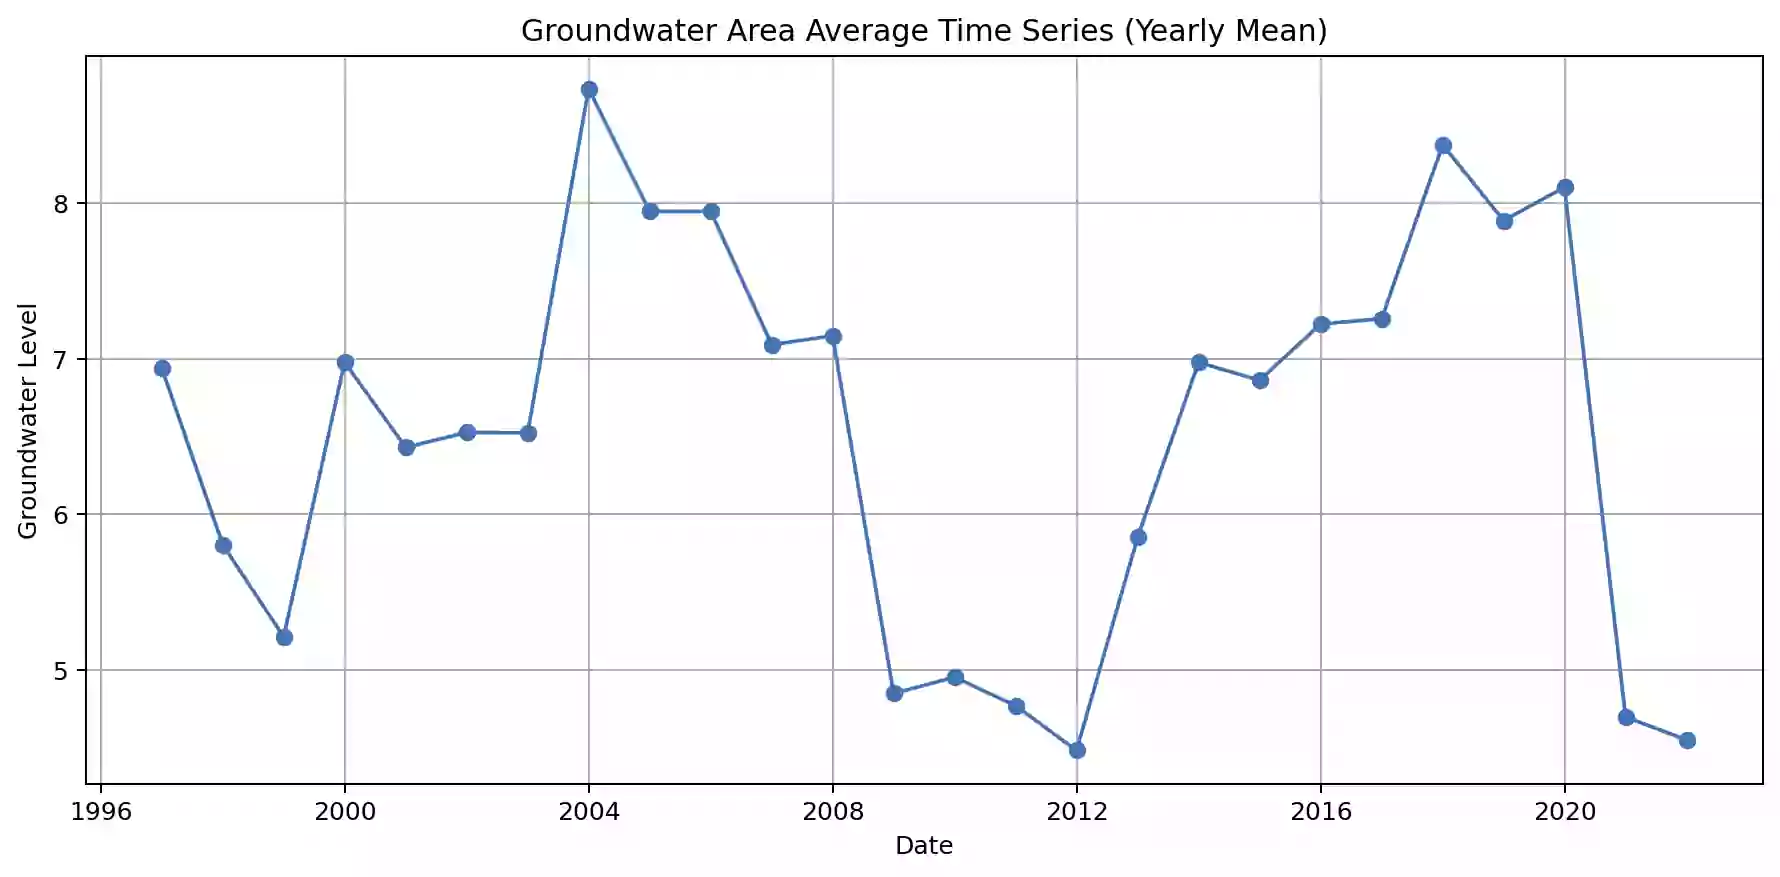 Groundwater Area Average Time Series (Yearly Mean)
Groundwater Level
8
7
6
5
1996 2000 2004 2008 2012 2016 2020
Date